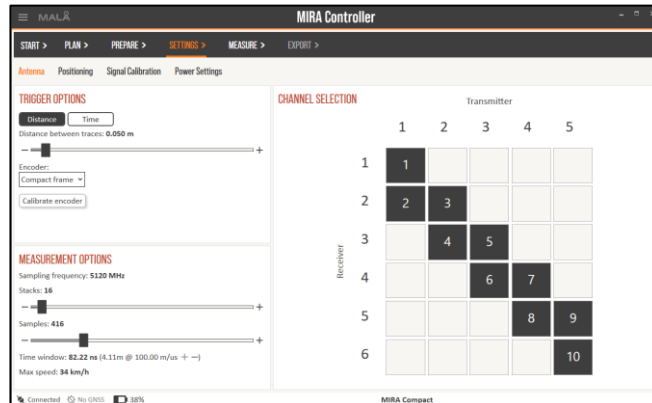 MALÅ
MIRA Controller
START > PLAN > PREPARE > SETTINGS > MEASURE > EXPORT >
Antenna Positioning Signal Calibration Power Settings
TRIGGER OPTIONS
Distance Time
Distance between traces: 0.050 m
− +
Encoder:
Compact frame
Calibrate encoder
MEASUREMENT OPTIONS
Sampling frequency: 5120 MHz
Stacks: 16
− +
Samples: 416
− +
Time window: 82.22 ns (4.11m @ 100.00 m/us + −)
Max speed: 34 km/h
CHANNEL SELECTION
Transmitter
1 2 3 4 5
Receiver
1 1
2 2 3
3 4 5
4 6 7
5 8 9
6 10
Connected No GNSS 38% MIRA Compact